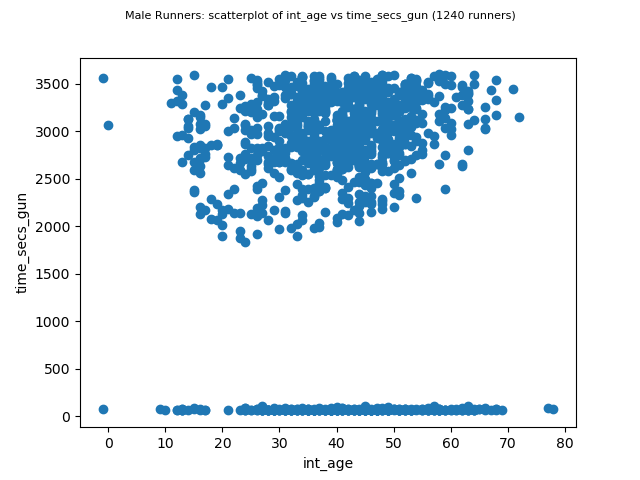 Male Runners: scatterplot of int_age vs time_secs_gun (1240 runners)
3500
3000
2500
2000
1500
1000
500
0
time_secs_gun
0 10 20 30 40 50 60 70 80
int_age